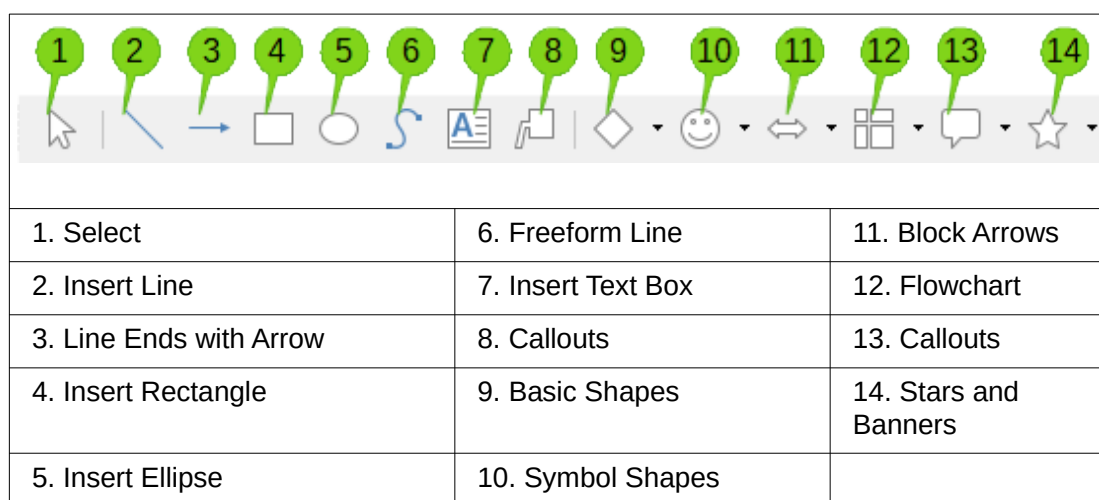 1 2 3 4 5 6 7 8 9 10 11 12 13 14
A
1. Select 6. Freeform Line 11. Block Arrows
2. Insert Line 7. Insert Text Box 12. Flowchart
3. Line Ends with Arrow 8. Callouts 13. Callouts
4. Insert Rectangle 9. Basic Shapes 14. Stars and
Banners
5. Insert Ellipse 10. Symbol Shapes